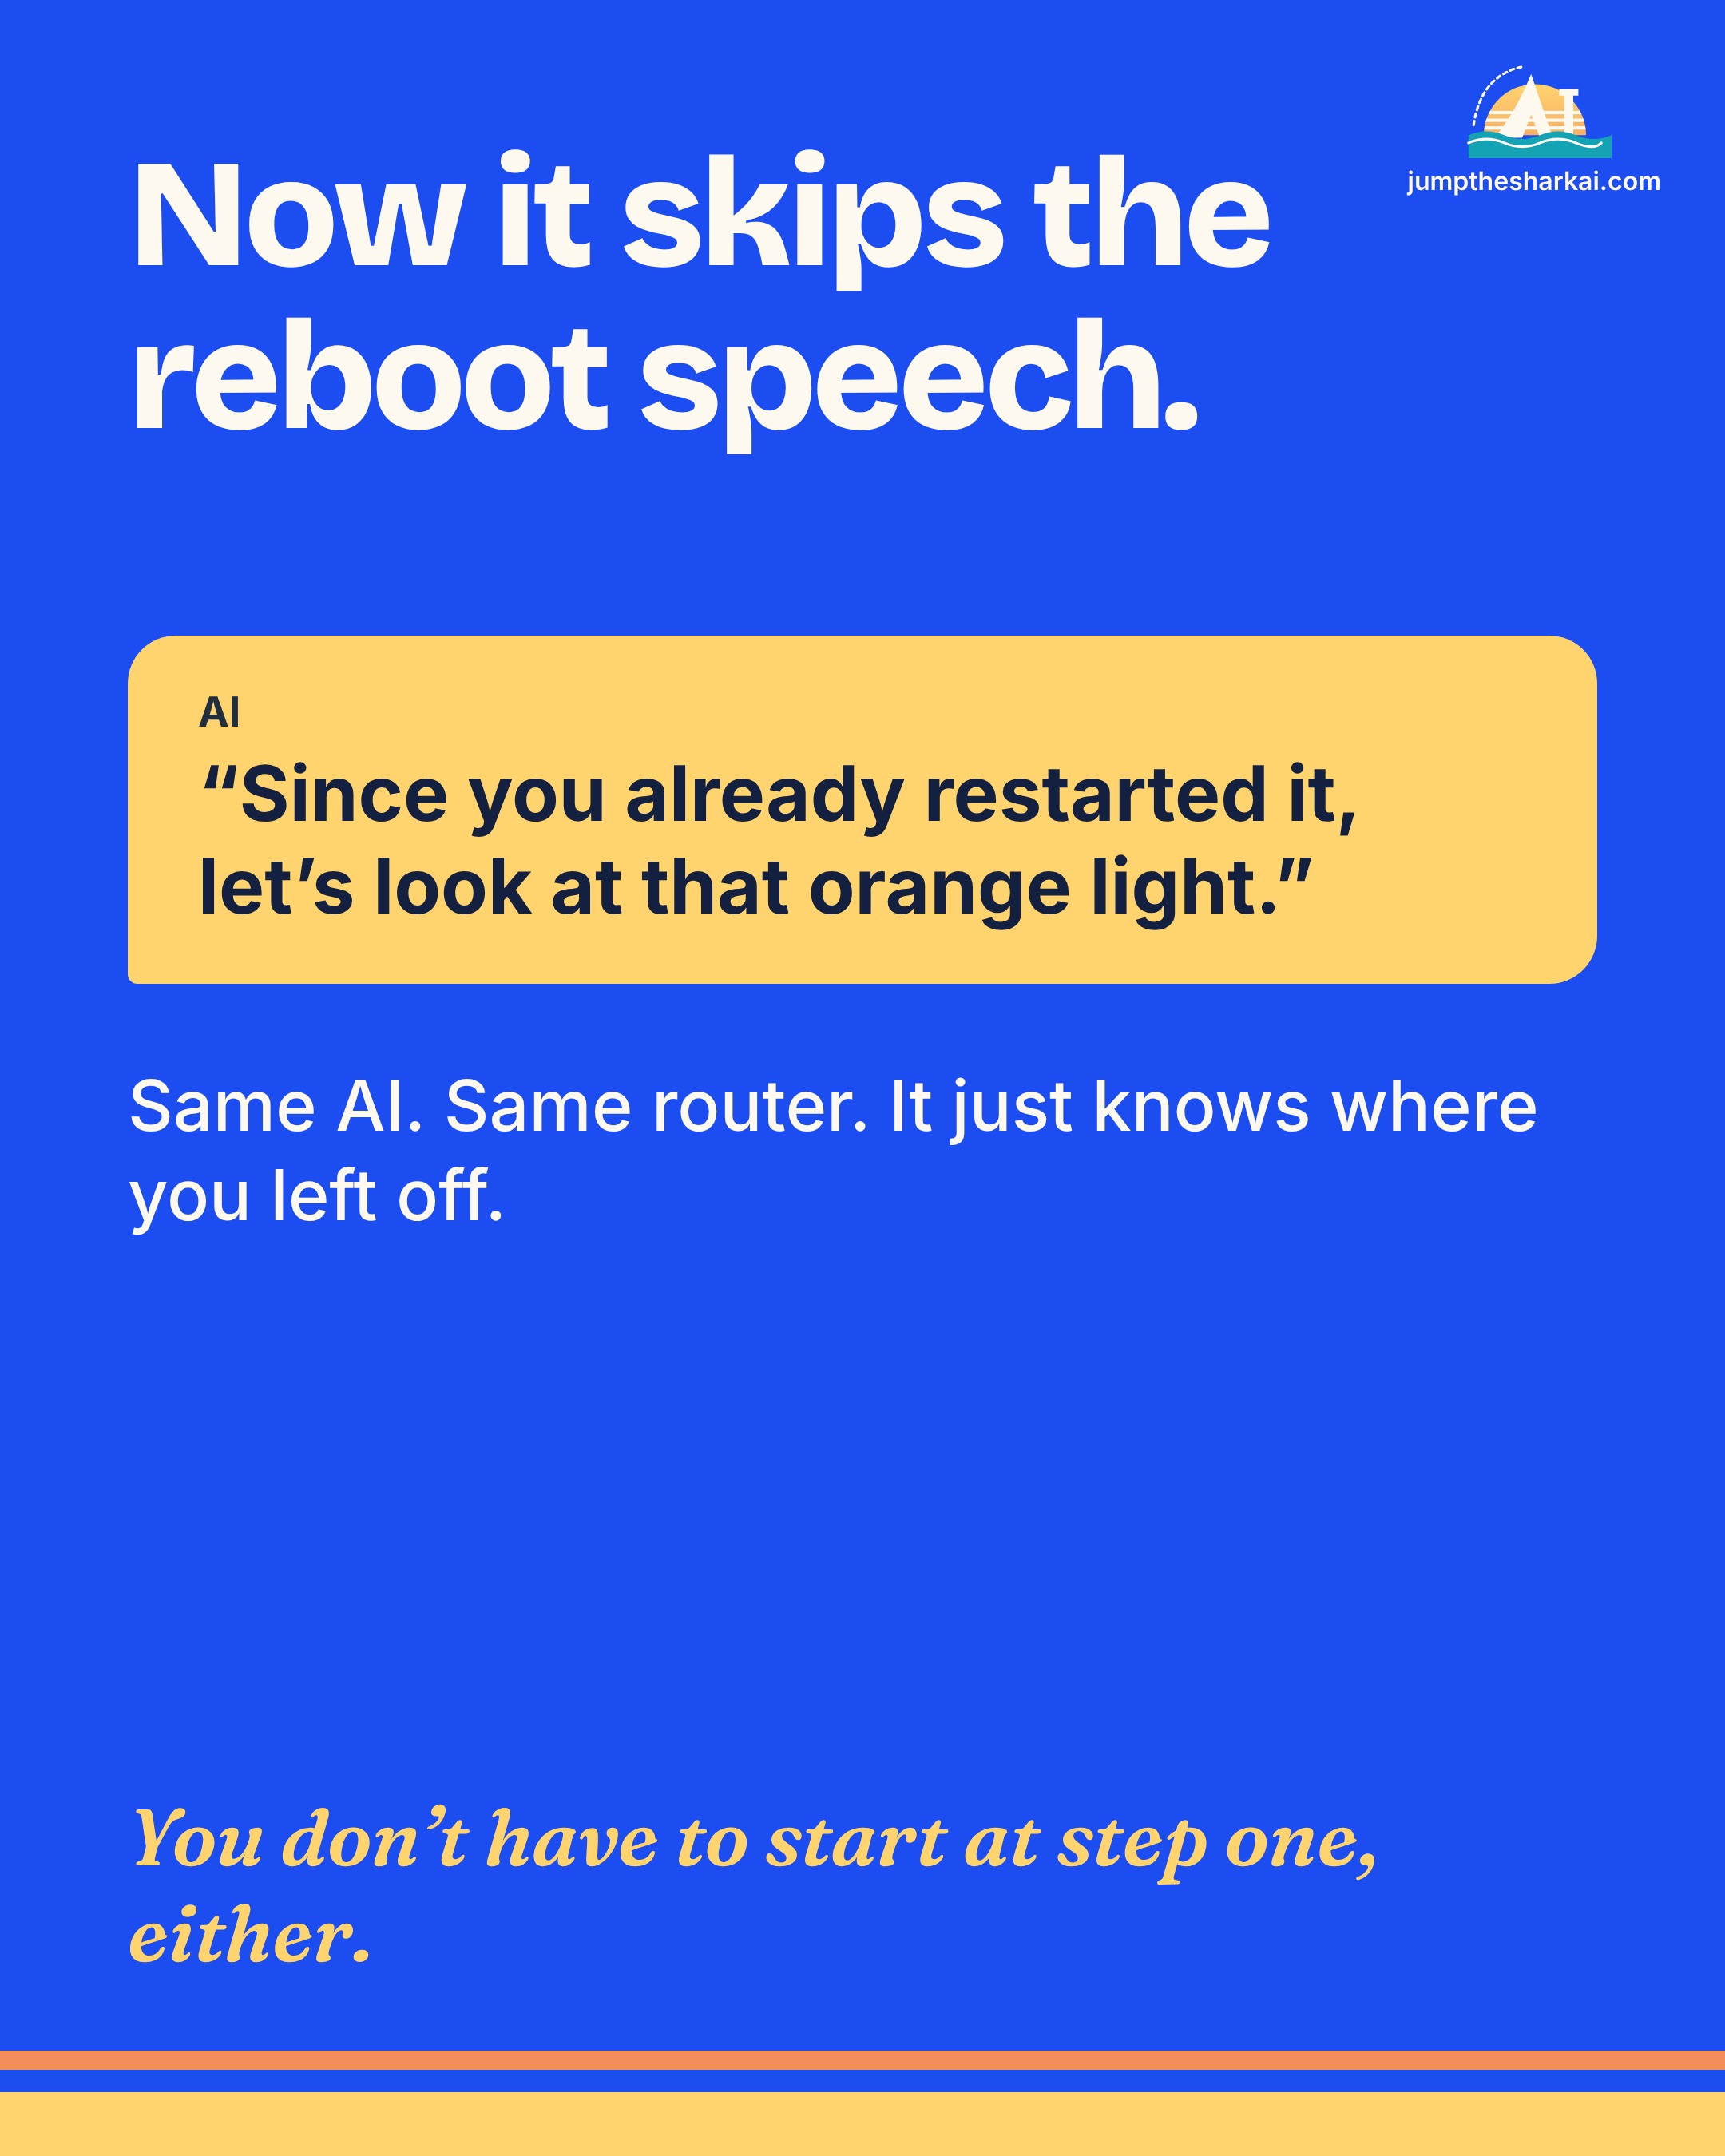 AI
jumpthesharkai.com
Now it skips the
reboot speech.
AI
“Since you already restarted it,
let’s look at that orange light.”
Same AI. Same router. It just knows where
you left off.
You don’t have to start at step one,
either.